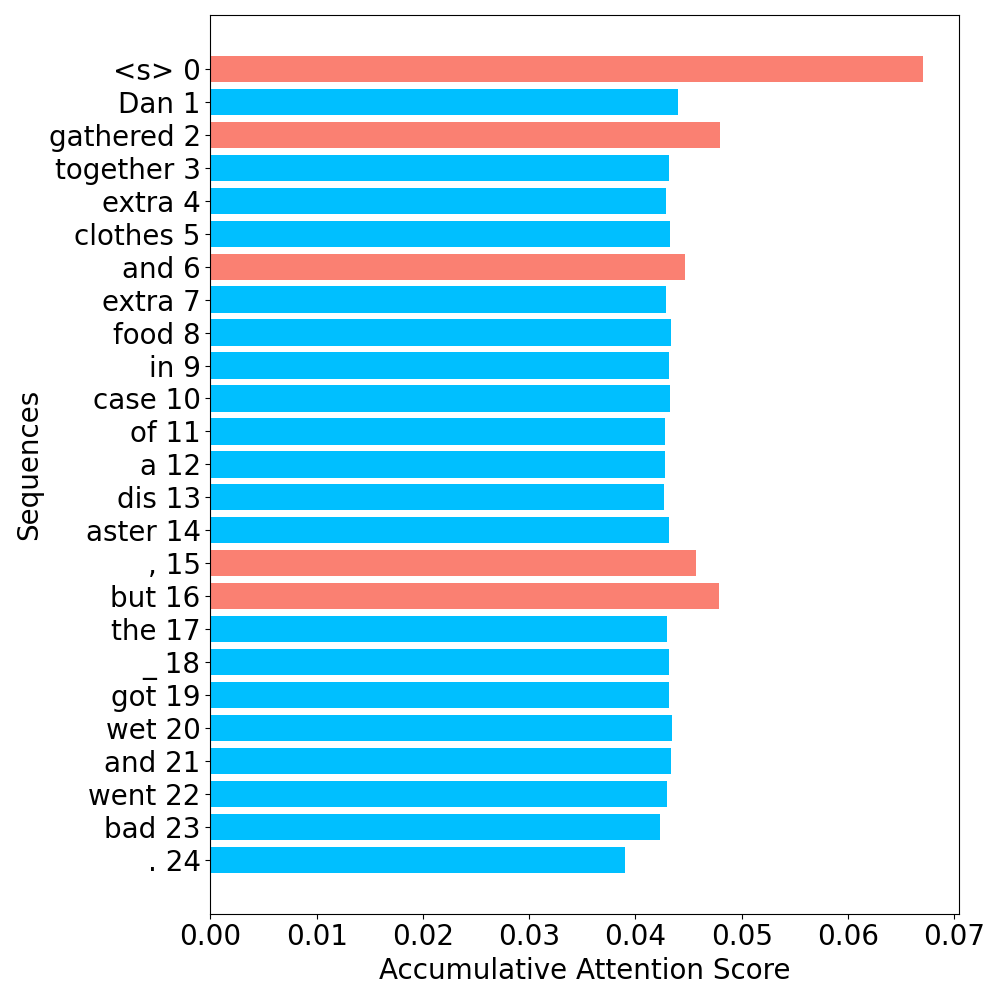 <s> 0
Dan 1
gathered 2
together 3
extra 4
clothes 5
and 6
extra 7
food 8
in 9
case 10
of 11
a 12
dis 13
aster 14
, 15
but 16
the 17
_ 18
got 19
wet 20
and 21
went 22
bad 23
. 24
Sequences
0.00 0.01 0.02 0.03 0.04 0.05 0.06 0.07
Accumulative Attention Score